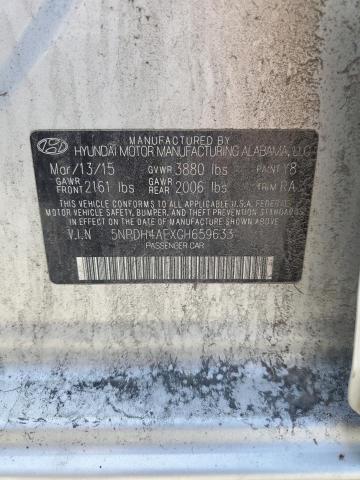 MANUFACTURED BY
HYUNDAI MOTOR MANUFACTURING ALABAMA, LLC
Mar/13/15 GVWR 3880 lbs PAINT Y8
GAWR FRONT 2161 lbs GAWR REAR 2006 lbs TRIM RA
THIS VEHICLE CONFORMS TO ALL APPLICABLE U.S.A. FEDERAL
MOTOR VEHICLE SAFETY, BUMPER, AND THEFT PREVENTION
STANDARDS IN EFFECT ON THE DATE OF MANUFACTURE SHOWN ABOVE.
V.I.N 5NPDH4AEXGH659633
PASSENGER CAR